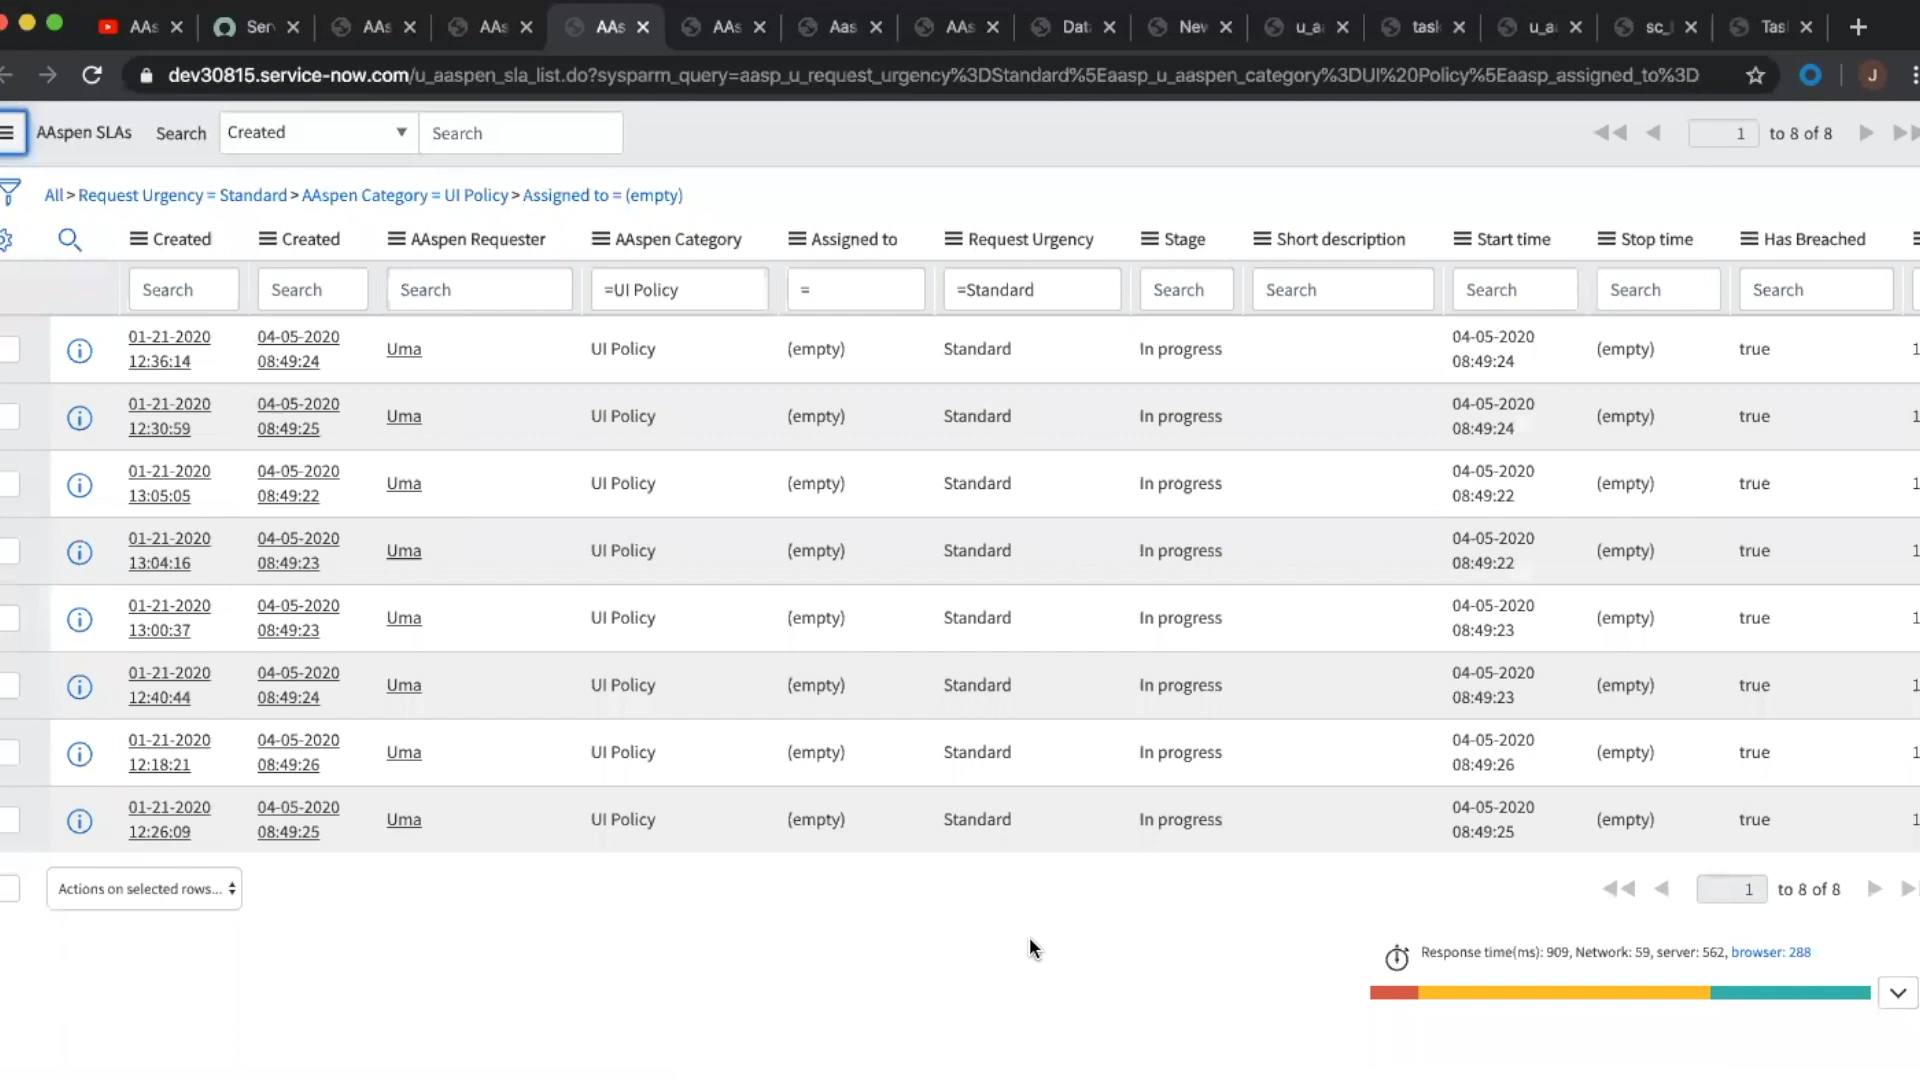 AAs Ser AAs AAs AAs AAs Aas AAs Dat New u_a task u_a sc_ Tas
dev30815.service-now.com/u_aaspen_sla_list.do?sysparm_query=aasp_u_request_urgency%3DStandard%5Eaasp_u_aaspen_category%3DUI%20Policy%5Eaasp_assigned_to%3D J
AAspen SLAs Search Created Search 1 to 8 of 8
All > Request Urgency = Standard > AAspen Category = UI Policy > Assigned to = (empty)
Created Created AAspen Requester AAspen Category Assigned to Request Urgency Stage Short description Start time Stop time Has Breached
Search Search Search =UI Policy = =Standard Search Search Search Search Search
01-21-2020 04-05-2020 04-05-2020
12:36:14 08:49:24 Uma UI Policy (empty) Standard In progress 08:49:24 (empty) true 1
01-21-2020 04-05-2020 04-05-2020
12:30:59 08:49:25 Uma UI Policy (empty) Standard In progress 08:49:24 (empty) true 1
01-21-2020 04-05-2020 04-05-2020
13:05:05 08:49:22 Uma UI Policy (empty) Standard In progress 08:49:22 (empty) true 1
01-21-2020 04-05-2020 04-05-2020
13:04:16 08:49:23 Uma UI Policy (empty) Standard In progress 08:49:22 (empty) true 1
01-21-2020 04-05-2020 04-05-2020
13:00:37 08:49:23 Uma UI Policy (empty) Standard In progress 08:49:23 (empty) true 1
01-21-2020 04-05-2020 04-05-2020
12:40:44 08:49:24 Uma UI Policy (empty) Standard In progress 08:49:23 (empty) true 1
01-21-2020 04-05-2020 04-05-2020
12:18:21 08:49:26 Uma UI Policy (empty) Standard In progress 08:49:26 (empty) true 1
01-21-2020 04-05-2020 04-05-2020
12:26:09 08:49:25 Uma UI Policy (empty) Standard In progress 08:49:25 (empty) true 1
Actions on selected rows... 1 to 8 of 8
Response time(ms): 909, Network: 59, server: 562, browser: 288